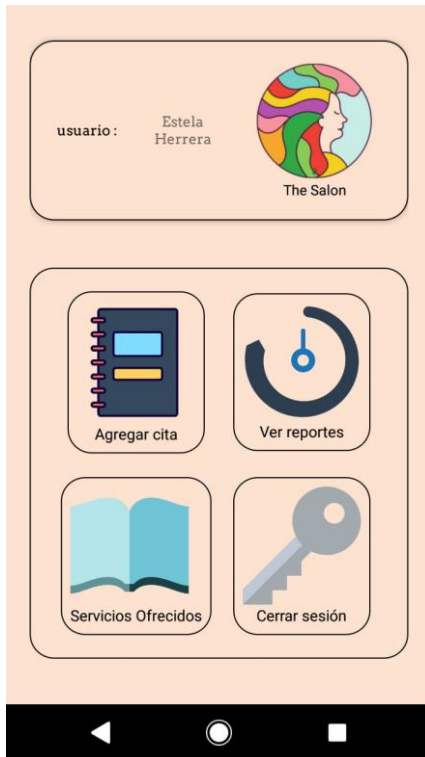 usuario :
Estela
Herrera
The Salon
Agregar cita
Ver reportes
Servicios Ofrecidos
Cerrar sesión